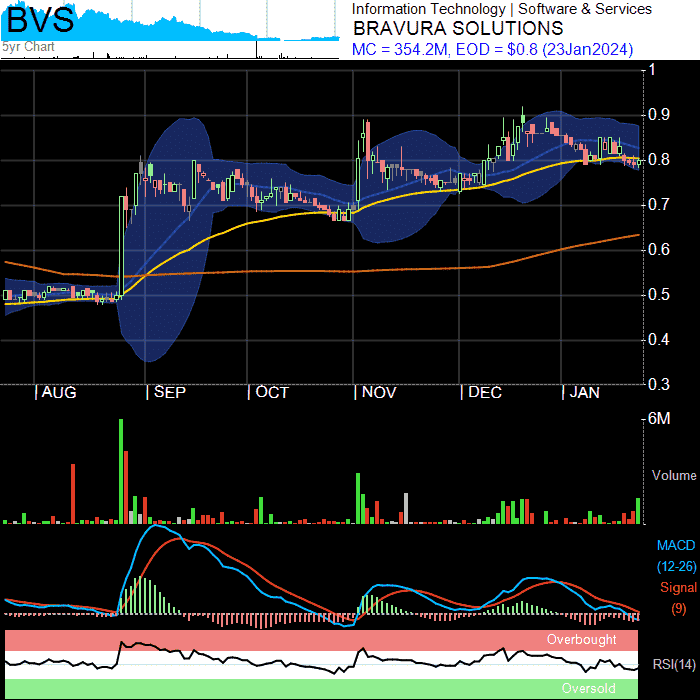 BVS
5yr Chart
Information Technology | Software & Services
BRAVURA SOLUTIONS
MC = 354.2M, EOD = $0.8 (23Jan2024)
1
0.9
0.8
0.7
0.6
0.5
0.4
0.3
| AUG | SEP | OCT | NOV | DEC | JAN
6M
Volume
MACD
(12-26)
Signal
(9)
Overbought
RSI(14)
Oversold